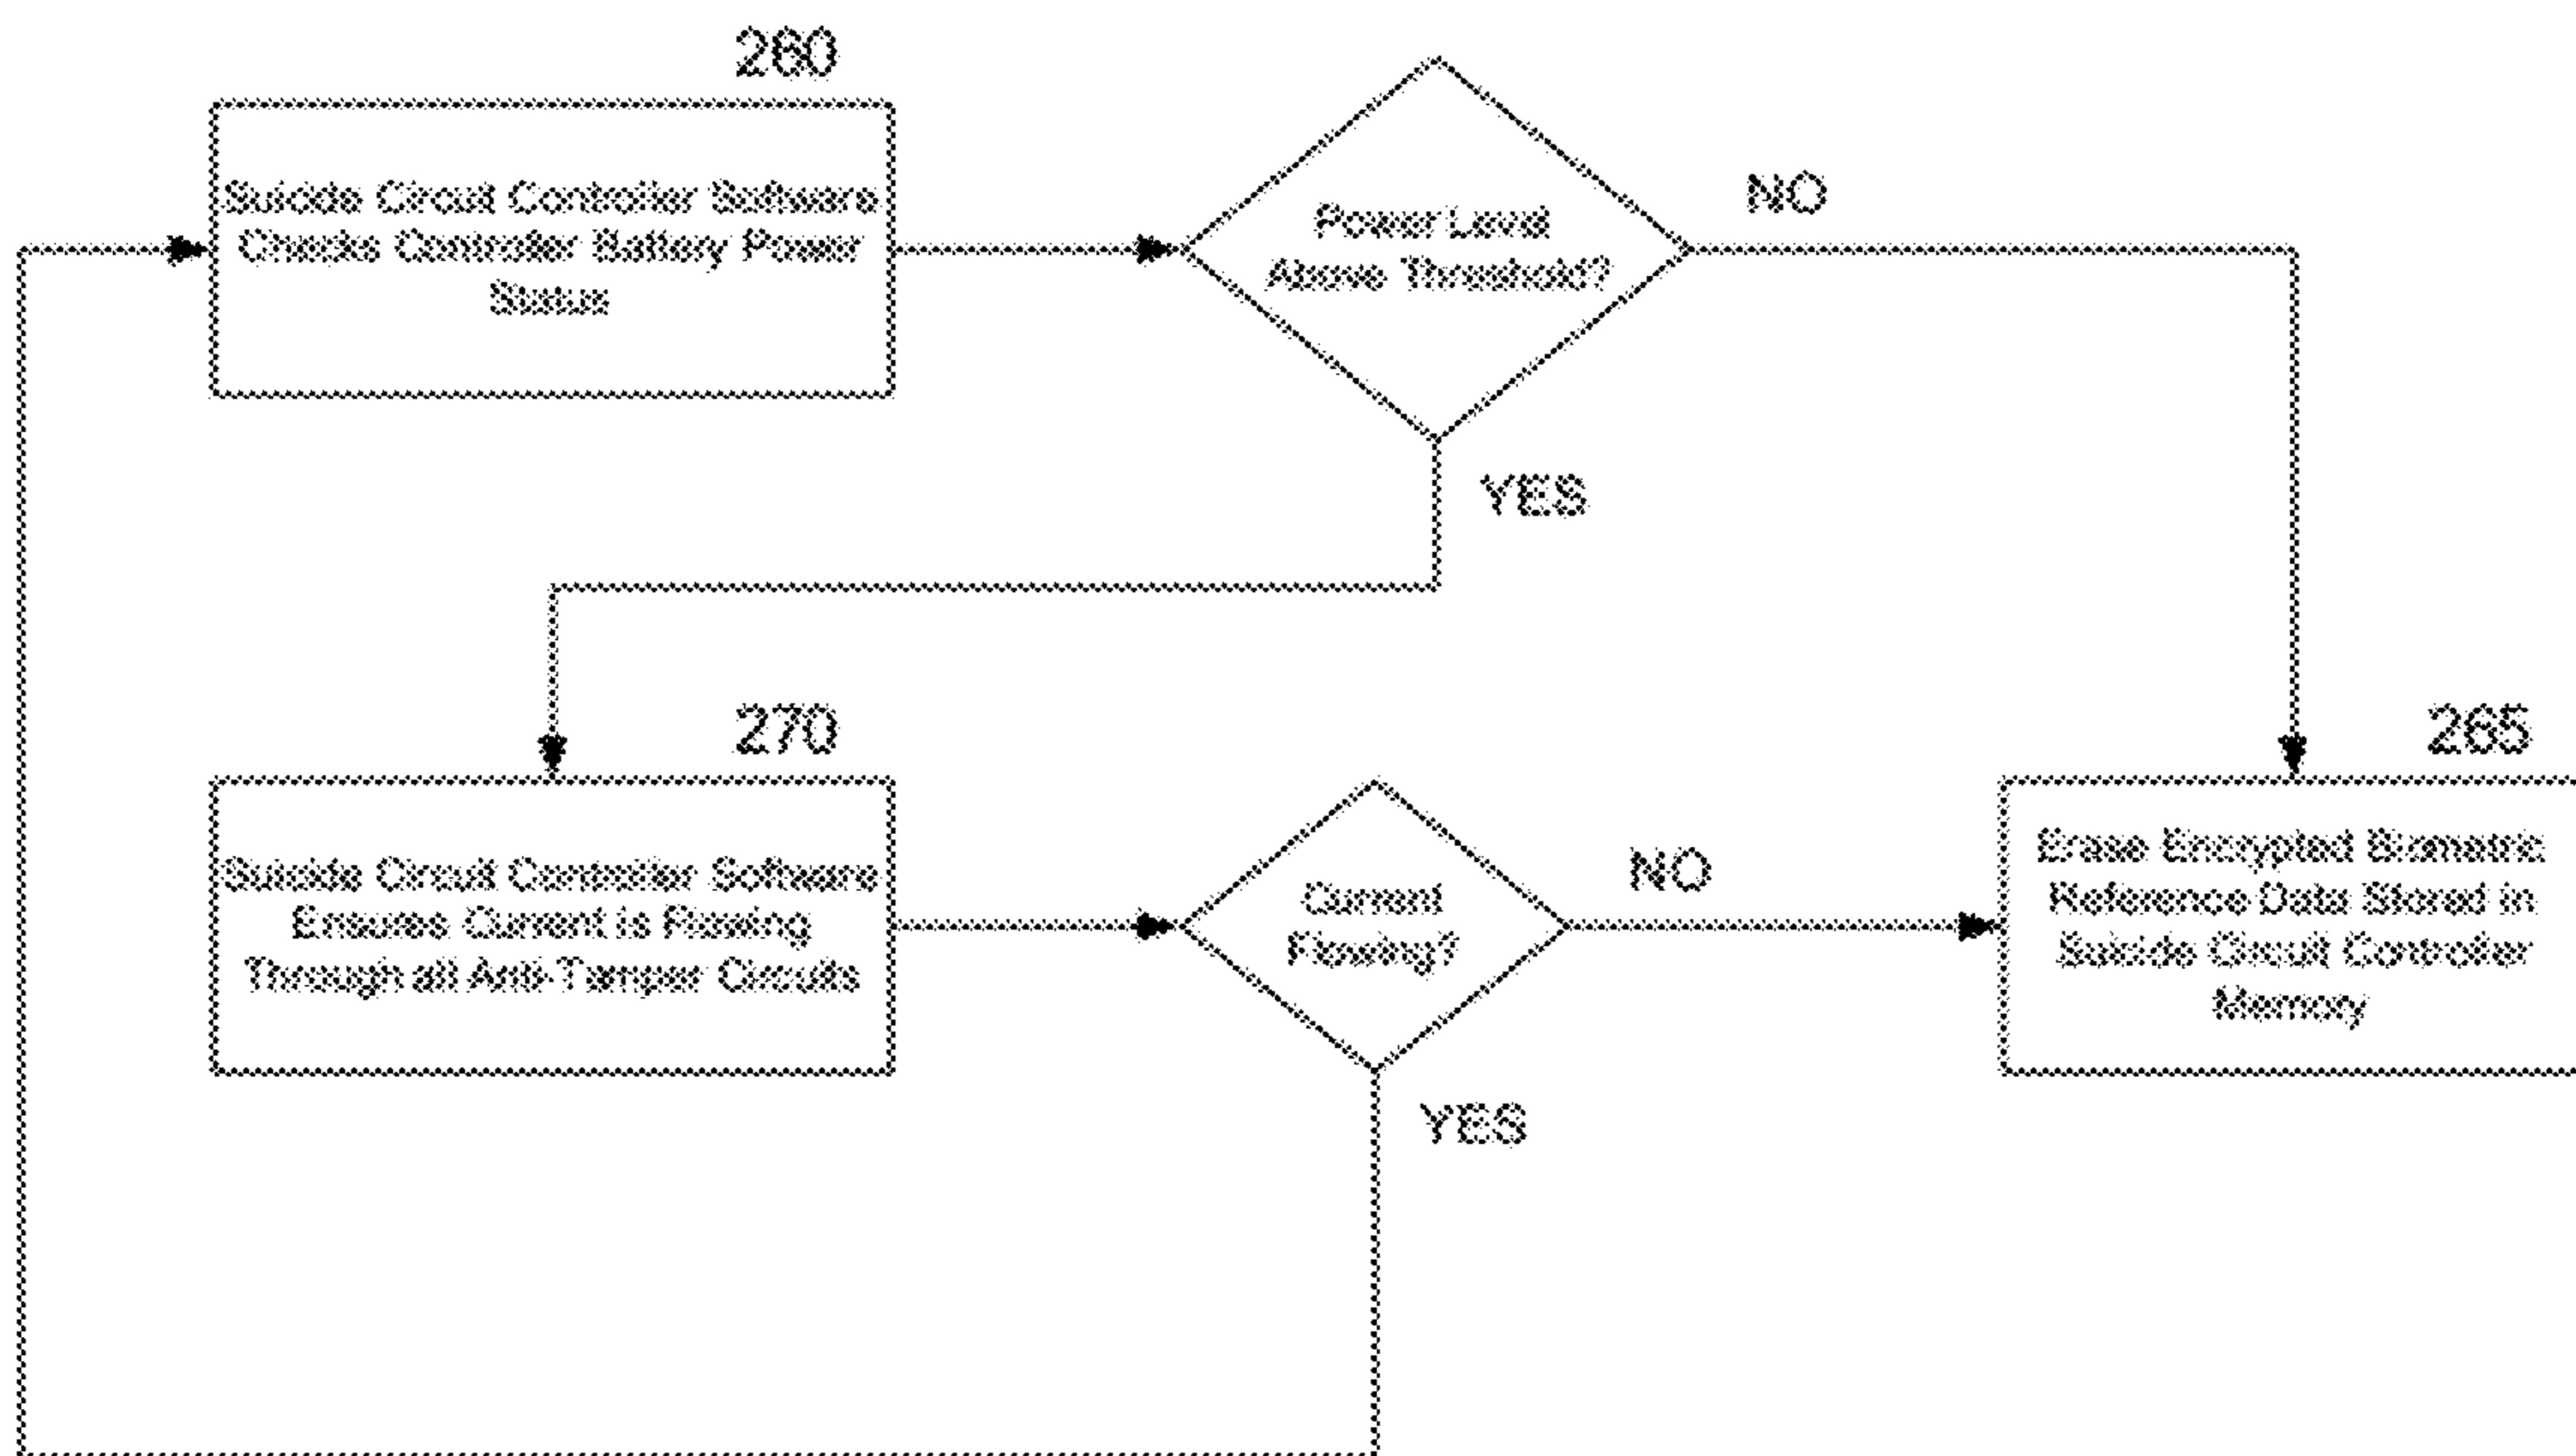 260
Suicide Circuit Controller Software
Checks Controller Battery Power
Status
Power Level
Above Threshold?
NO
YES
270
Suicide Circuit Controller Software
Ensures Current is Flowing
Through all Anti-Tamper Circuits
Current
Flowing?
NO
YES
265
Erase Encrypted Biometric
Reference Data Stored in
Suicide Circuit Controller
Memory